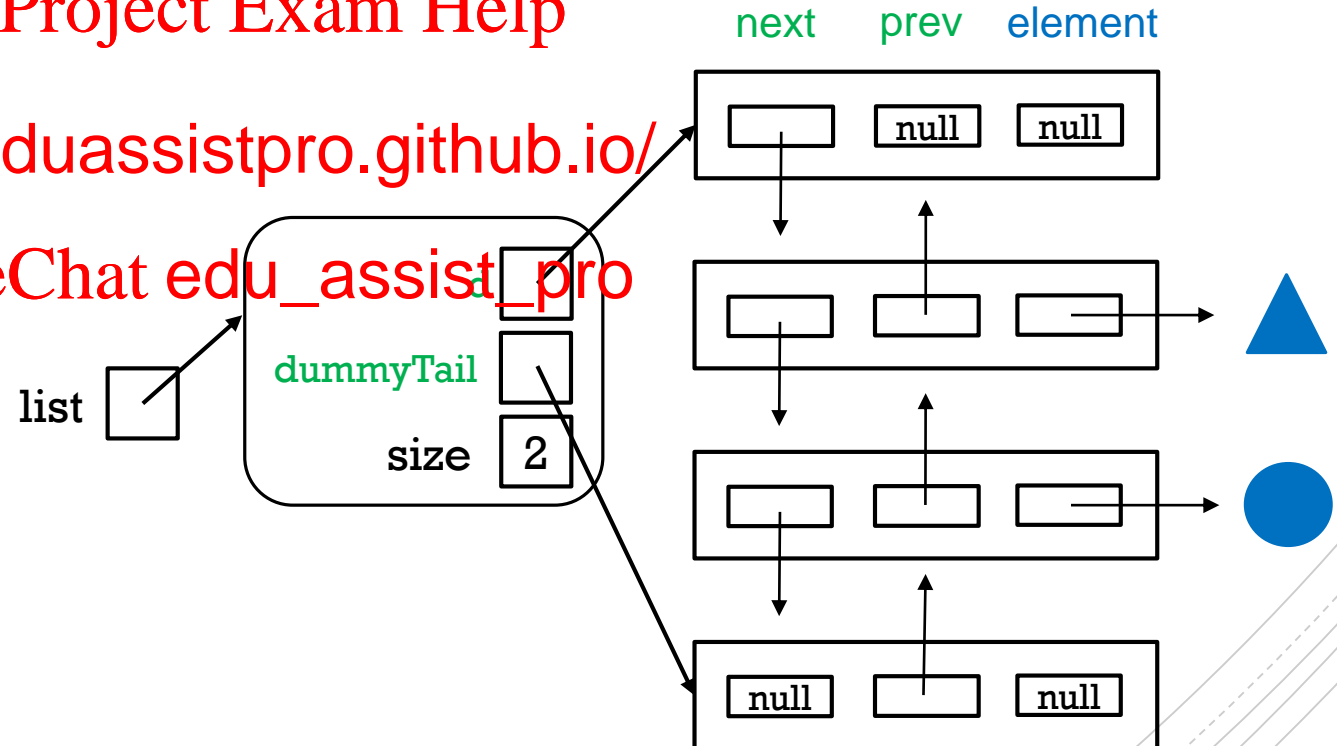 Project Exam Help
next prev element
duassistpro.github.io/
null null
eChat edu_assist_pro
dummyTail
list
size 2
null null